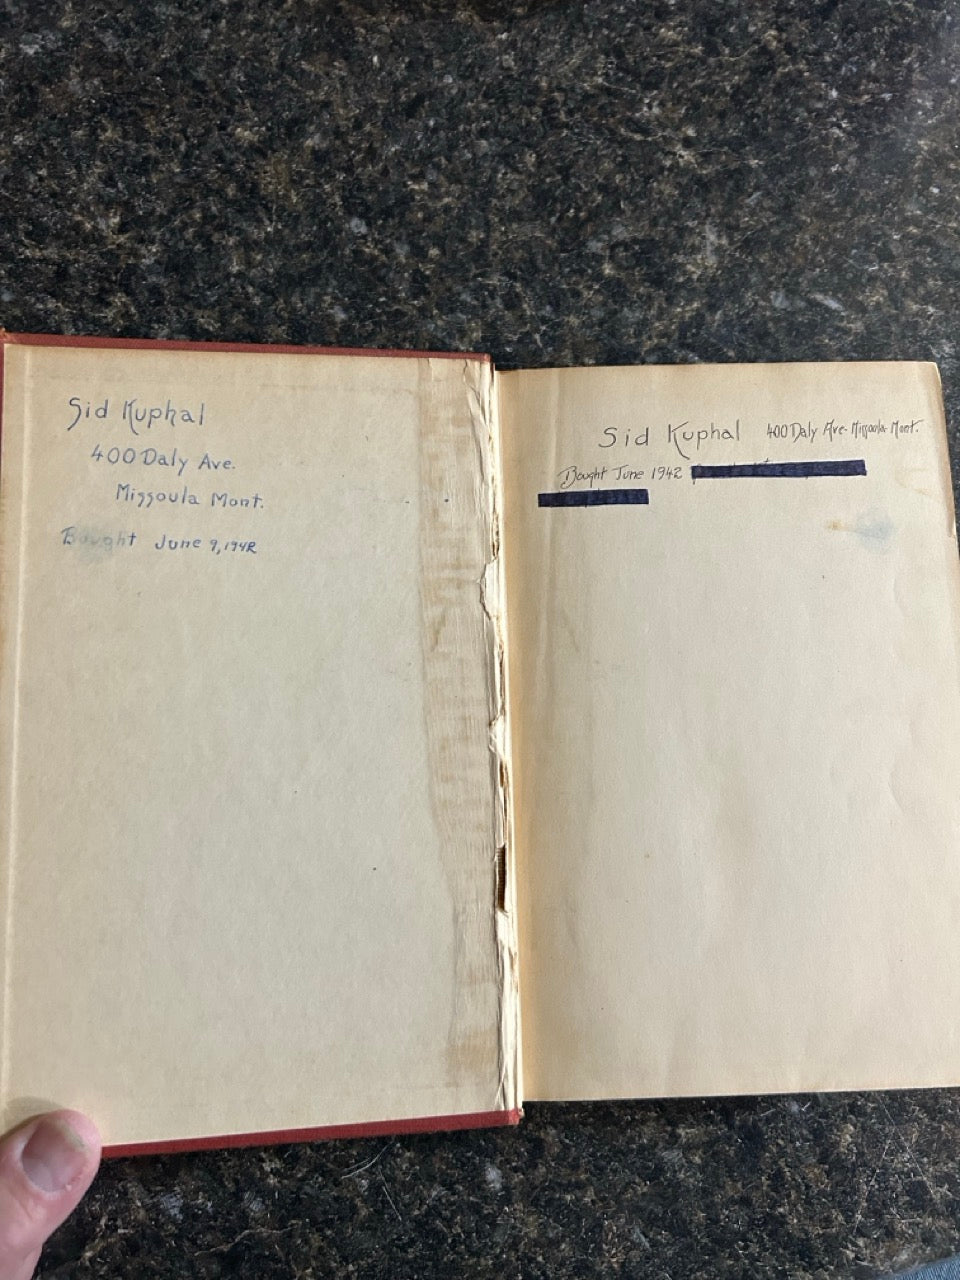 Sid Kuphal
400 Daly Ave.
Missoula Mont.
Bought June 9, 1942
Sid Kuphal 400 Daly Ave. Missoula Mont.
Bought June 1942